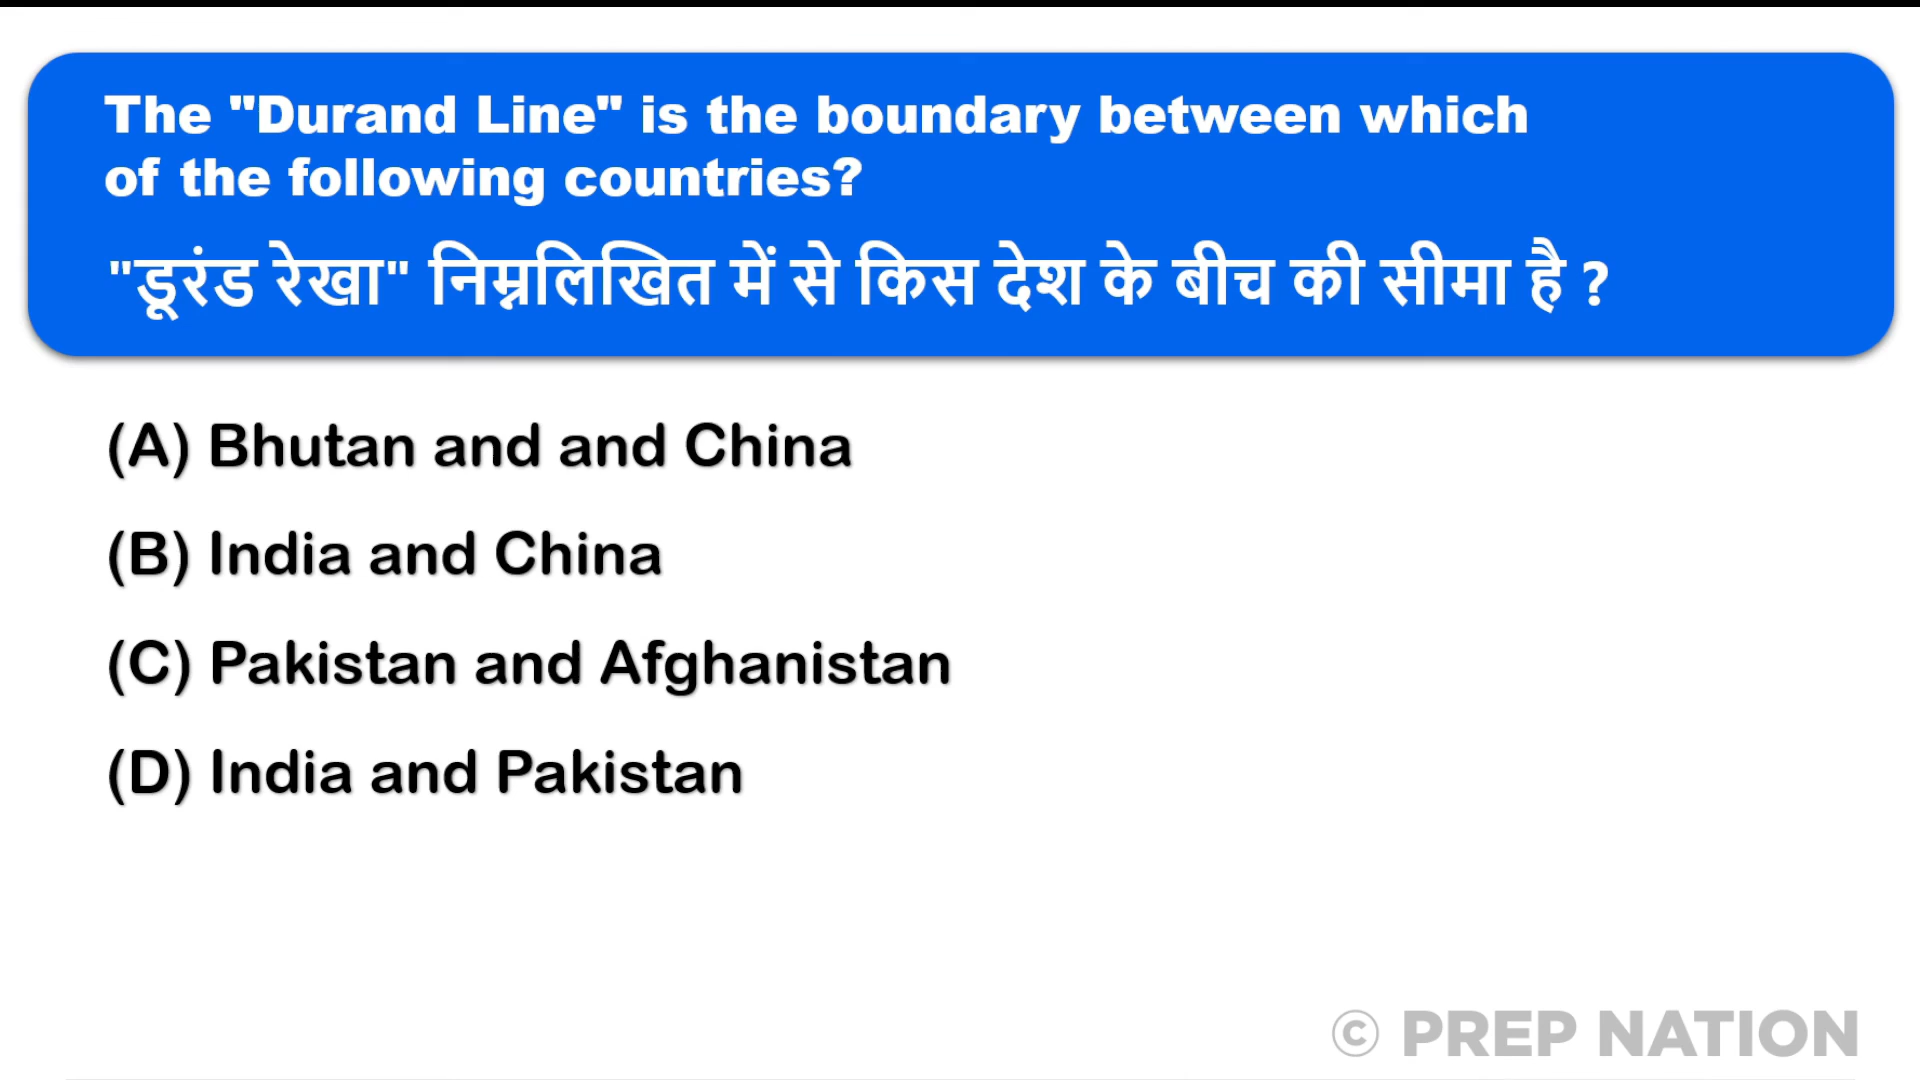 The "Durand Line" is the boundary between which
of the following countries?
"डूरंड रेखा" निम्नलिखित में से किस देश के बीच की सीमा है ?
(A) Bhutan and and China
(B) India and China
(C) Pakistan and Afghanistan
(D) India and Pakistan
© PREP NATION